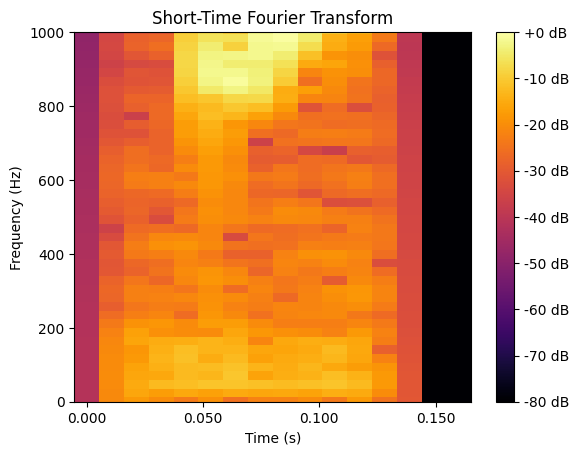 Short-Time Fourier Transform
1000
800
600
400
200
0
Frequency (Hz)
0.000
0.050
0.100
0.150
Time (s)
+0 dB
-10 dB
-20 dB
-30 dB
-40 dB
-50 dB
-60 dB
-70 dB
-80 dB